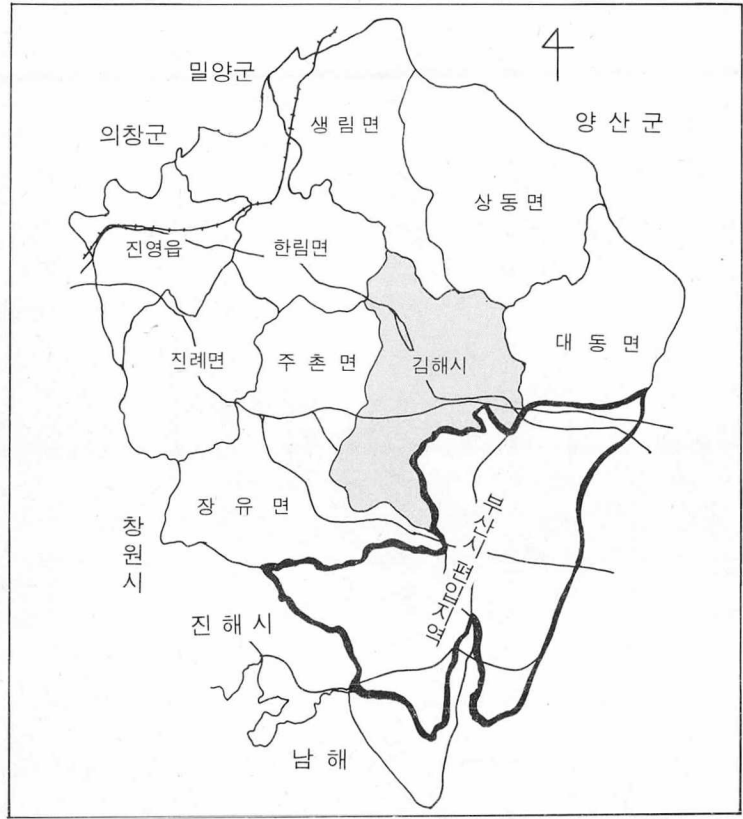 밀양군
의창군
생림면
양산군
상동면
진영읍
한림면
대동면
진례면
주촌면
김해시
장유면
창원시
부산시 편입지역
진해시
남해